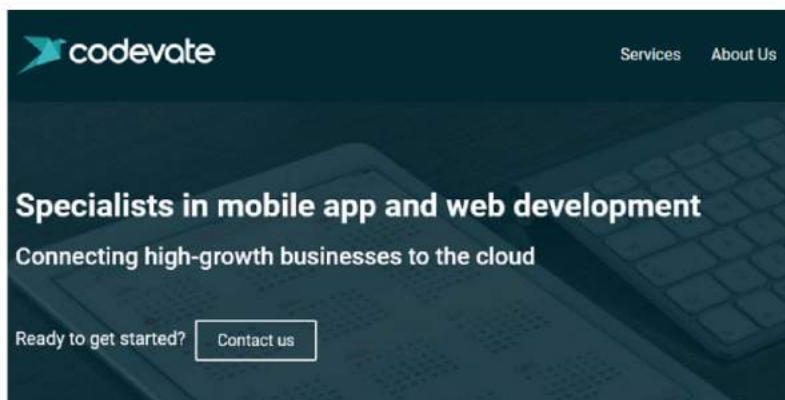 codevate
Services About Us
Specialists in mobile app and web development
Connecting high-growth businesses to the cloud
Ready to get started? Contact us